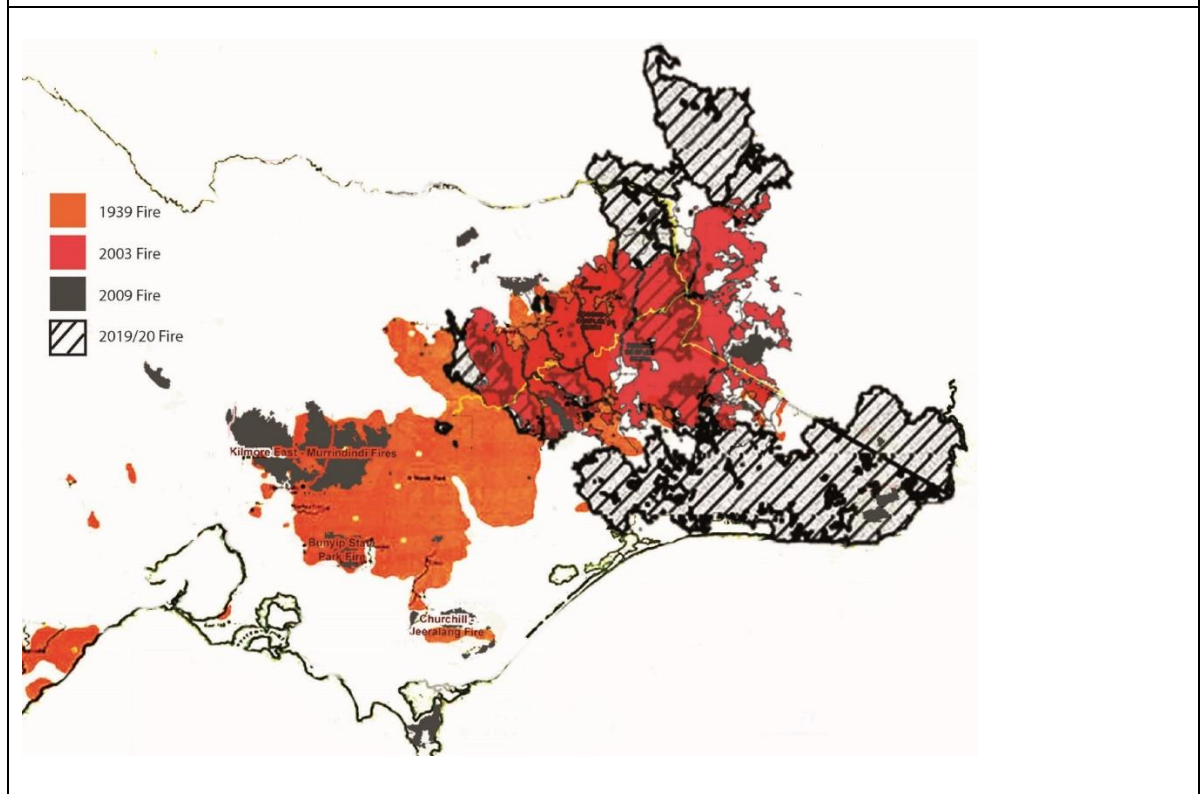 1939 Fire
2003 Fire
2009 Fire
2019/20 Fire
Kilmore East - Murrindindi Fires
Bunyip State
Park Fire
Churchill -
Jeeralang Fire